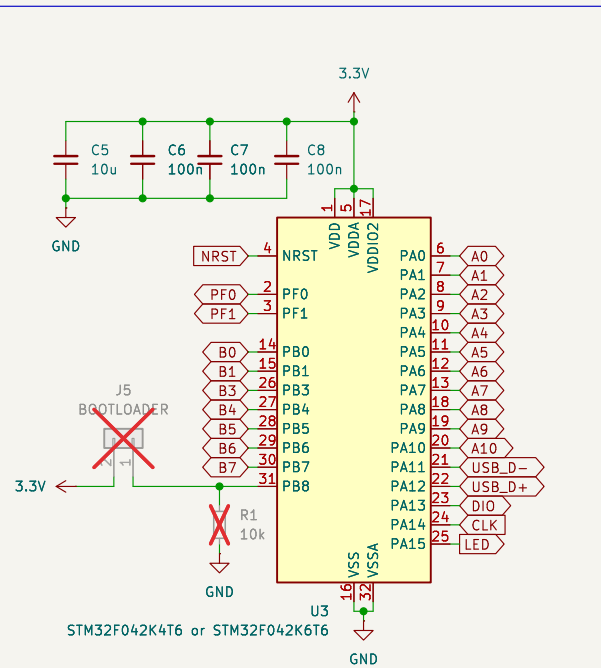 3.3V
C5
10u
C6
100n
C7
100n
C8
100n
GND
1
5
17
VDD
VDDA
VDDIO2
NRST 4 NRST
PF0 2 PF0
PF1 3 PF1
B0 14 PB0
B1 15 PB1
B3 26 PB3
B4 27 PB4
B5 28 PB5
B6 29 PB6
B7 30 PB7
31 PB8
PA0 6 A0
PA1 7 A1
PA2 8 A2
PA3 9 A3
PA4 10 A4
PA5 11 A5
PA6 12 A6
PA7 13 A7
PA8 18 A8
PA9 19 A9
PA10 20 A10
PA11 21 USB_D-
PA12 22 USB_D+
PA13 23 DIO
PA14 24 CLK
PA15 25 LED
J5
BOOTLOADER
2
1
3.3V
R1
10k
GND
VSS
VSSA
16
32
U3
STM32F042K4T6 or STM32F042K6T6
GND